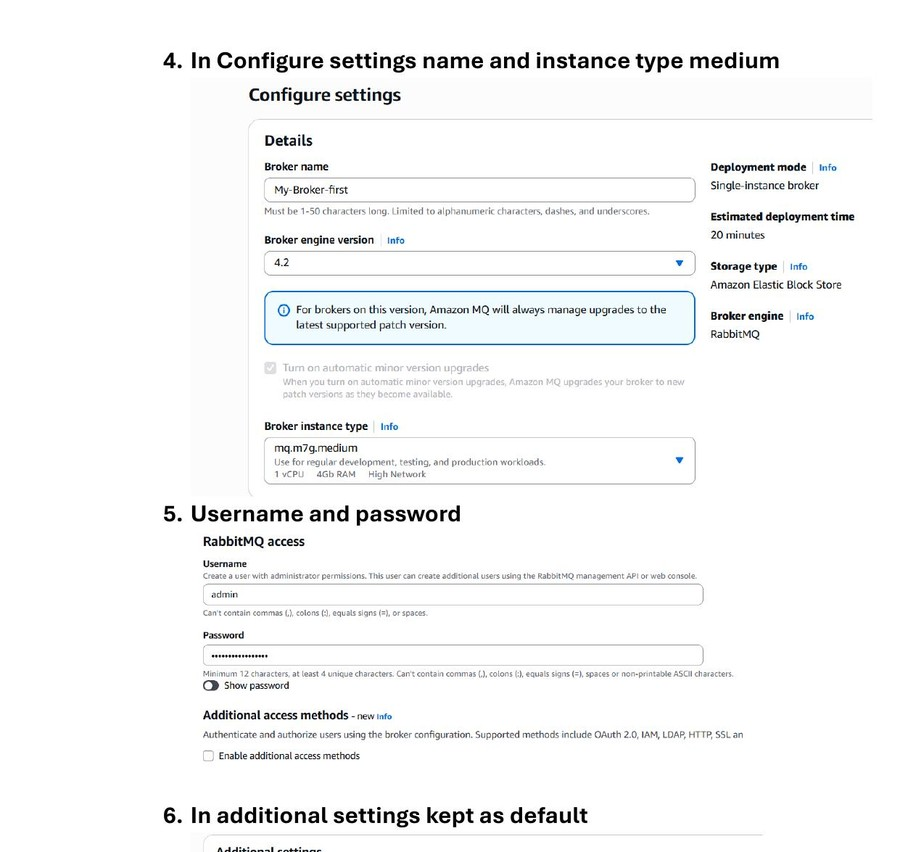 4. In Configure settings name and instance type medium
Configure settings
Details
Broker name
My-Broker-first
Must be 1-50 characters long. Limited to alphanumeric characters, dashes, and underscores.
Broker engine version Info
4.2
For brokers on this version, Amazon MQ will always manage upgrades to the
latest supported patch version.
Turn on automatic minor version upgrades
When you turn on automatic minor version upgrades, Amazon MQ upgrades your broker to new
patch versions as they become available.
Broker instance type Info
mq.m7g.medium
Use for regular development, testing, and production workloads.
1 vCPU 4Gb RAM High Network
Deployment mode Info
Single-instance broker
Estimated deployment time
20 minutes
Storage type Info
Amazon Elastic Block Store
Broker engine Info
RabbitMQ
5. Username and password
RabbitMQ access
Username
Create a user with administrator permissions. This user can create additional users using the RabbitMQ management API or web console.
admin
Can't contain commas (,), colons (:), equals signs (=), or spaces.
Password
•••••••••••••••••
Minimum 12 characters, at least 4 unique characters. Can't contain commas (,), colons (:), equals signs (=), spaces or non-printable ASCII characters.
Show password
Additional access methods - new Info
Authenticate and authorize users using the broker configuration. Supported methods include OAuth 2.0, IAM, LDAP, HTTP, SSL an
Enable additional access methods
6. In additional settings kept as default
Additional settings